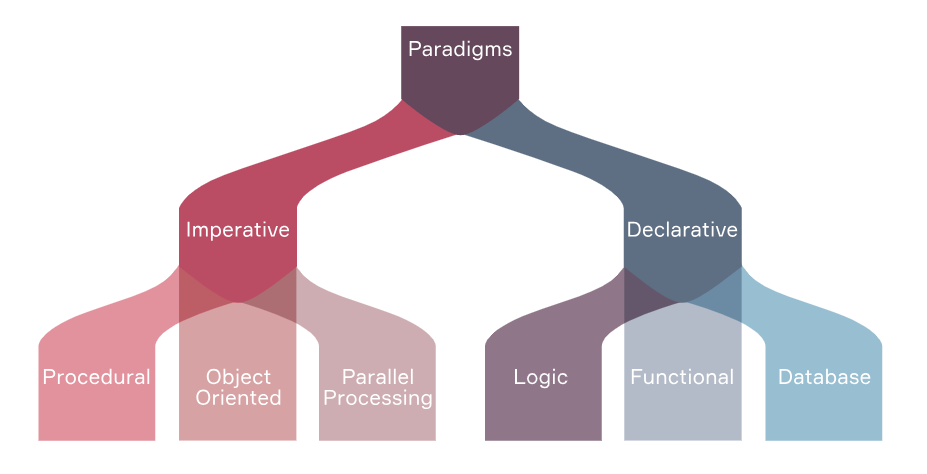 Paradigms
Imperative
Declarative
Procedural
Object
Oriented
Parallel
Processing
Logic
Functional
Database